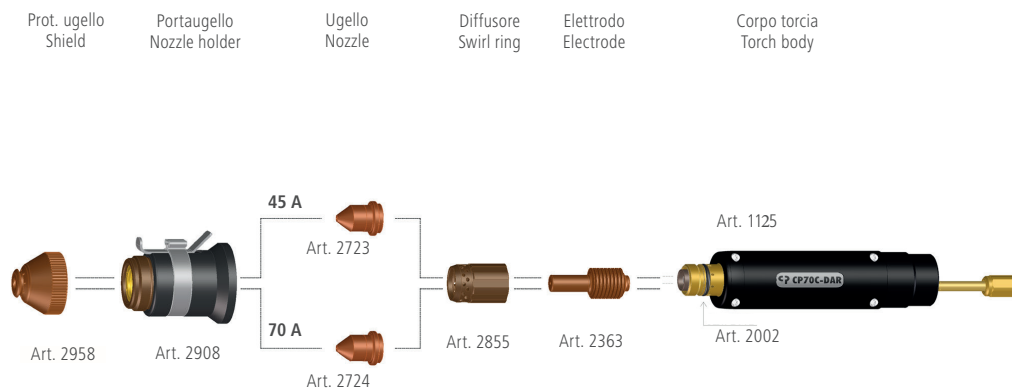 Prot. ugello
Shield
Portaugello
Nozzle holder
Ugello
Nozzle
Diffusore
Swirl ring
Elettrodo
Electrode
Corpo torcia
Torch body
45 A
Art. 2723
Art. 1125
CP70C-DAR
70 A
Art. 2002
Art. 2958
Art. 2908
Art. 2724
Art. 2855
Art. 2363